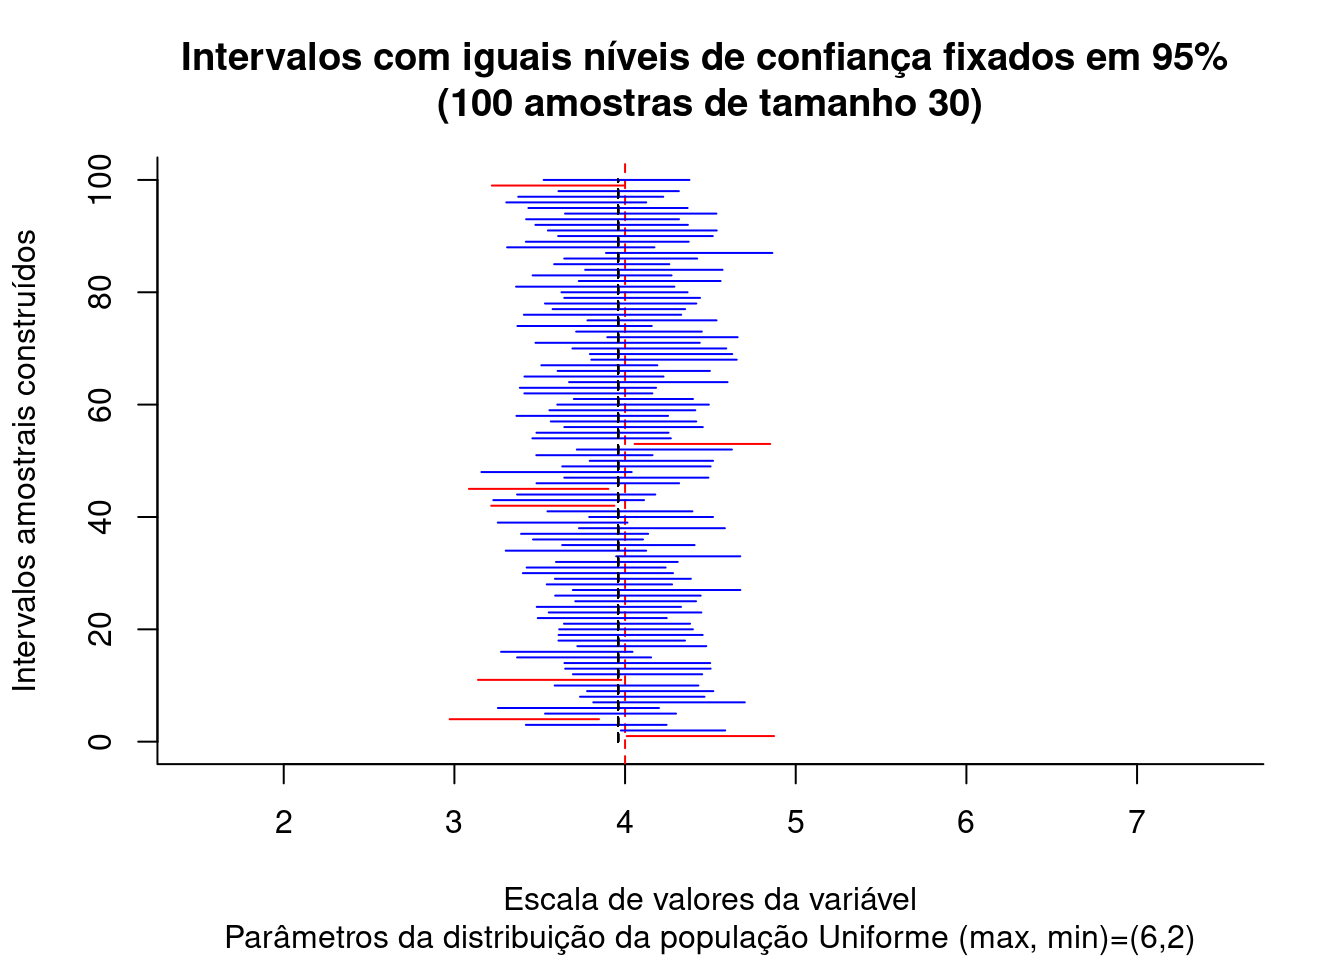 Intervalos com iguais níveis de confiança fixados em 95%
(100 amostras de tamanho 30)
Intervalos amostrais construídos
100
80
60
40
20
0
2 3 4 5 6 7
Escala de valores da variável
Parâmetros da distribuição da população Uniforme (max, min)=(6,2)